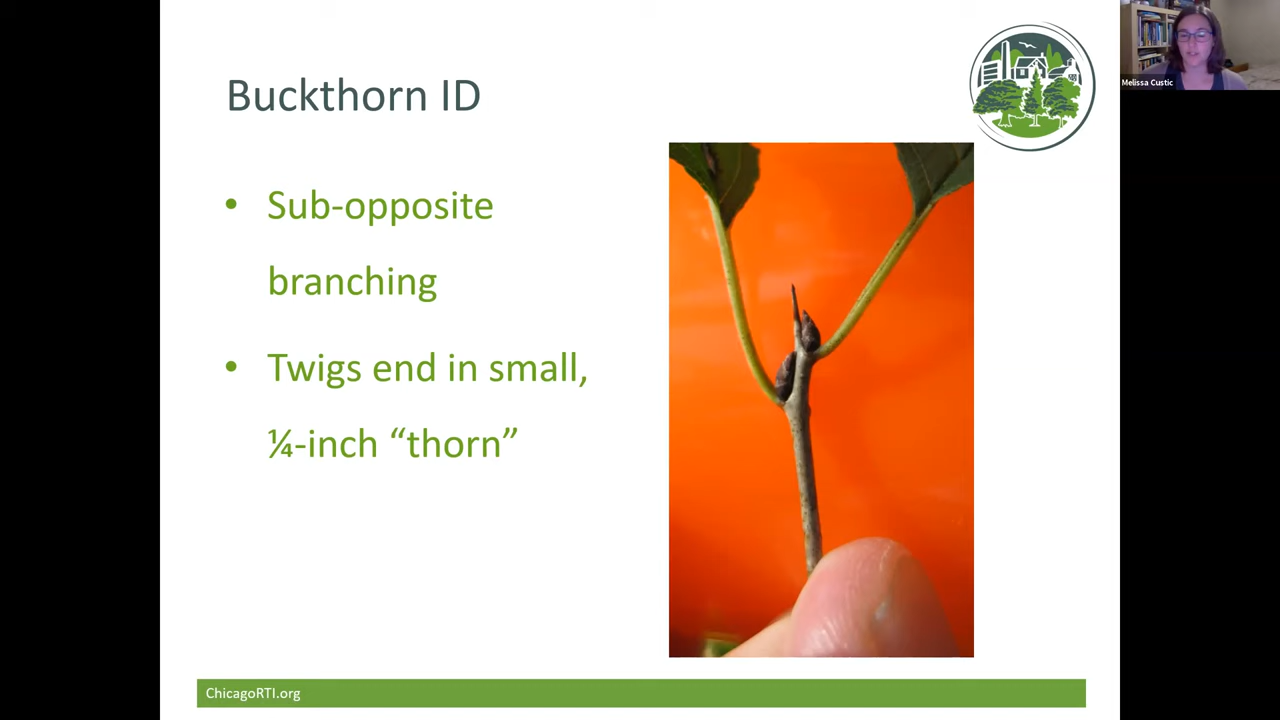 Buckthorn ID
• Sub-opposite
branching
• Twigs end in small,
¼-inch “thorn”
ChicagoRTI.org
Melissa Custic